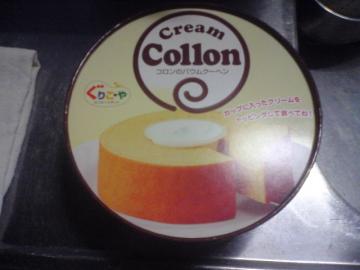 Cream
Collon
コロンのバウムクーヘン
ぐりこ・や
カップに入ったクリームを
トッピングして食べてね!